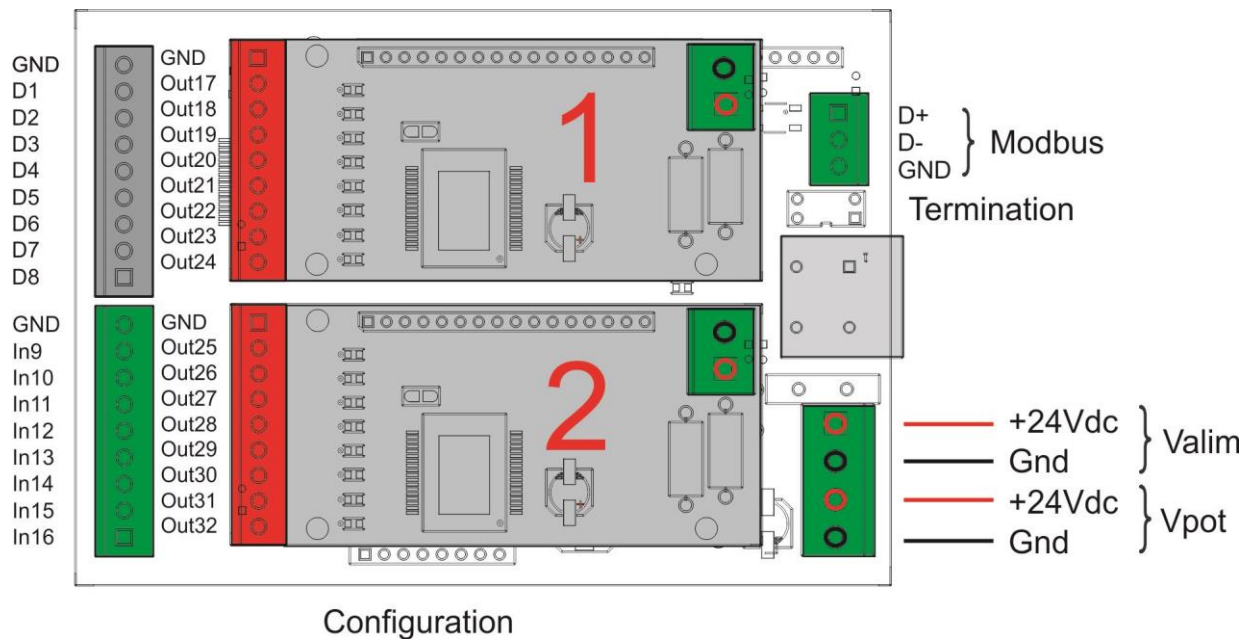 GND
D1
D2
D3
D4
D5
D6
D7
D8
GND
In9
In10
In11
In12
In13
In14
In15
In16
GND
Out17
Out18
Out19
Out20
Out21
Out22
Out23
Out24
GND
Out25
Out26
Out27
Out28
Out29
Out30
Out31
Out32
1
2
D+
D-
GND
Modbus
Termination
+24Vdc
Gnd
Valim
+24Vdc
Gnd
Vpot
Configuration